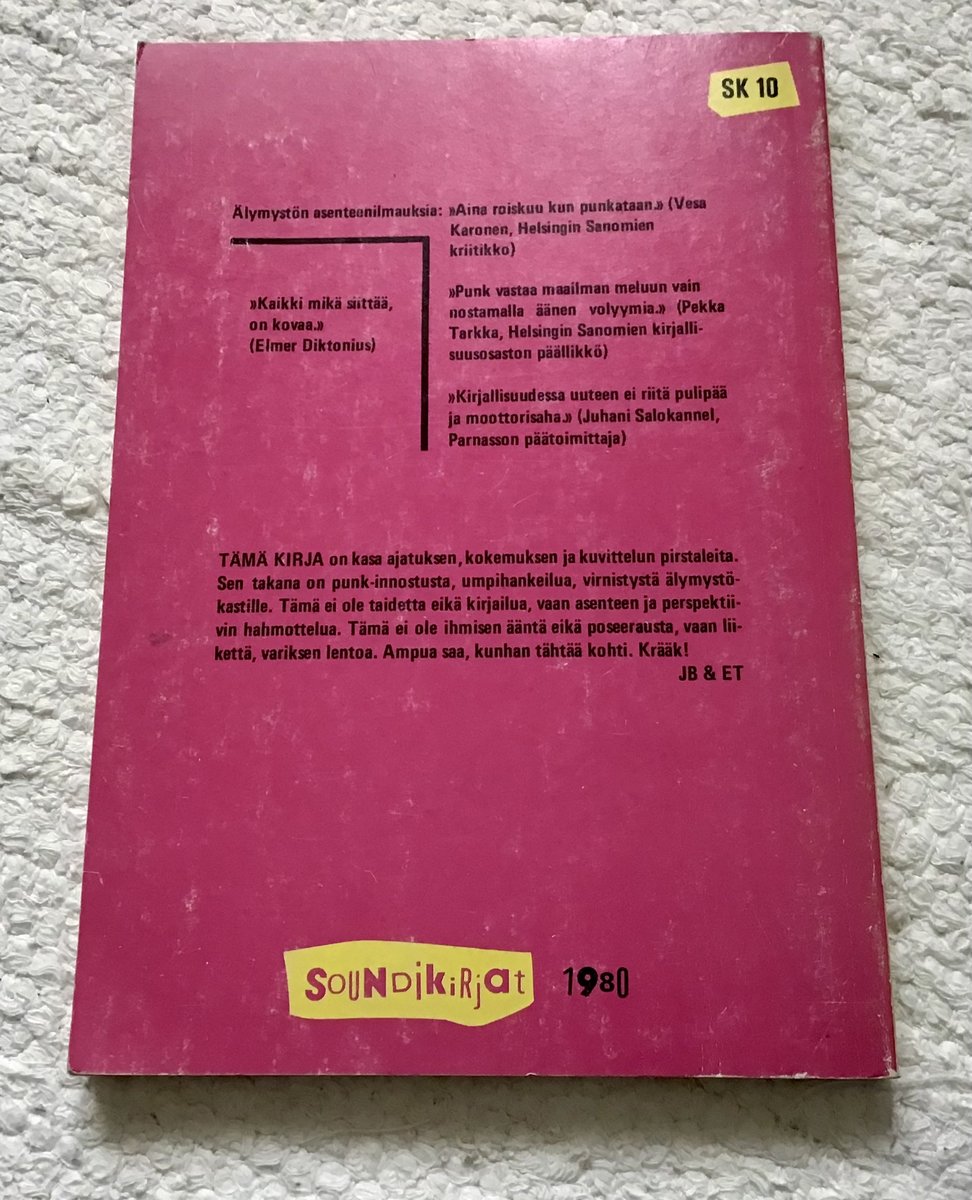 SK 10
Älymystön asenteenilmauksia:
»Kaikki mikä siittää,
on kovaa.»
(Elmer Diktonius)
»Aina roiskuu kun punkataan.» (Vesa
Karonen, Helsingin Sanomien
kriitikko)
»Punk vastaa maailman meluun vain
nostamalla äänen volyymia.» (Pekka
Tarkka, Helsingin Sanomien kirjalli-
suusosaston päällikkö)
»Kirjallisuudessa uuteen ei riitä pulipää
ja moottorisaha.» (Juhani Salokannel,
Parnasson päätoimittaja)
TÄMÄ KIRJA on kasa ajatuksen, kokemuksen ja kuvittelun pirstaleita.
Sen takana on punk-innostusta, umpihankeilua, virnistystä älymystö-
kastille. Tämä ei ole taidetta eikä kirjailua, vaan asenteen ja perspektii-
vin hahmottelua. Tämä ei ole ihmisen ääntä eikä poseerausta, vaan lii-
kettä, variksen lentoa. Ampua saa, kunhan tähtää kohti. Krääk!
JB & ET
SOUNDiKiRjat 1980